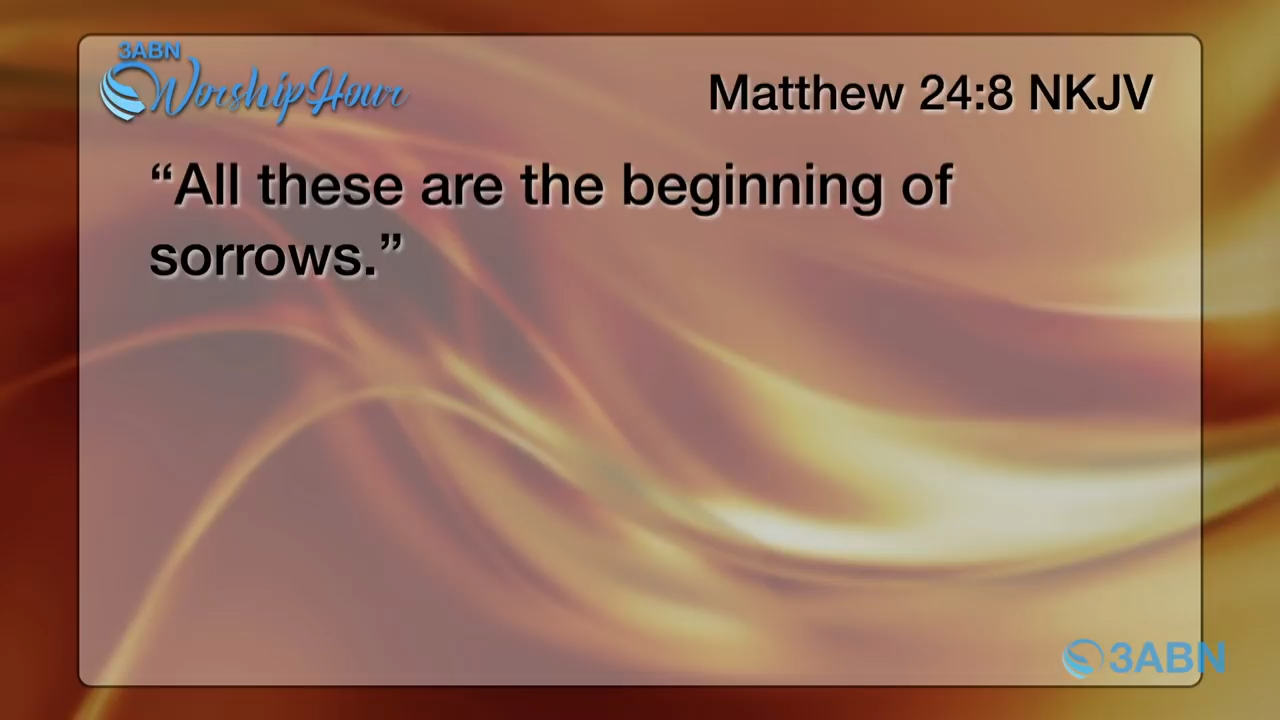 3ABN
Worship Hour
Matthew 24:8 NKJV
“All these are the beginning of
sorrows.”
3ABN